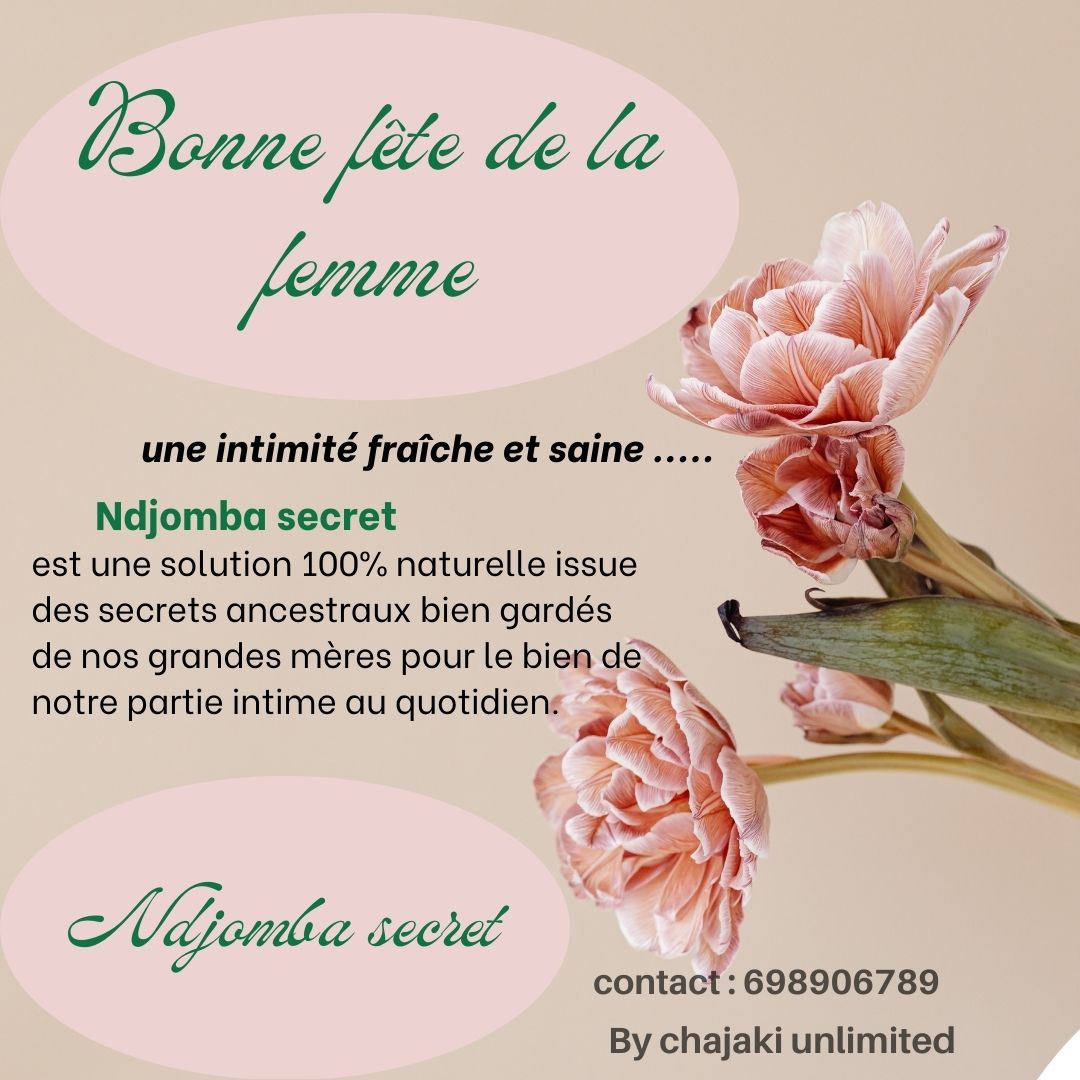 Bonne fête de la
femme
une intimité fraîche et saine .....
Ndjomba secret
est une solution 100% naturelle issue
des secrets ancestraux bien gardés
de nos grandes mères pour le bien de
notre partie intime au quotidien.
Ndjomba secret
contact : 698906789
By chajaki unlimited